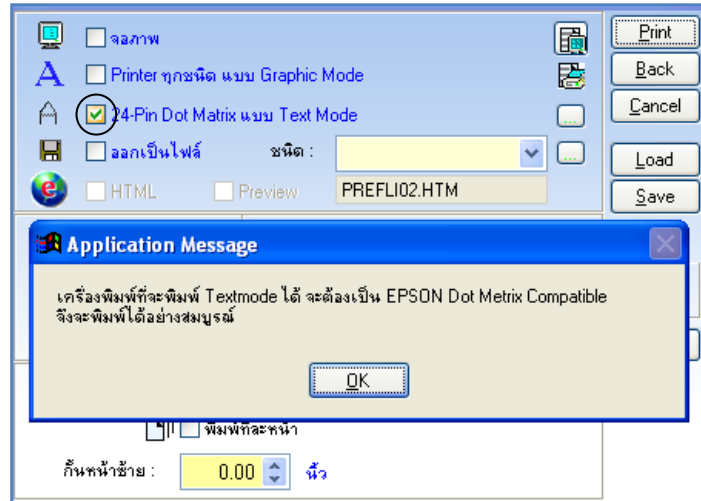 จอภาพ
Print
Printer ทุกชนิด แบบ Graphic Mode
Back
24-Pin Dot Matrix แบบ Text Mode
...
Cancel
ออกเป็นไฟล์ ชนิด :
...
Load
HTML Preview PREFLI02.HTM
Save
Application Message
เครื่องพิมพ์ที่จะพิมพ์ Textmode ได้ จะต้องเป็น EPSON Dot Metrix Compatible
จึงจะพิมพ์ได้อย่างสมบูรณ์
OK
พิมพ์ทีละหน้า
กั้นหน้าซ้าย : 0.00 นิ้ว